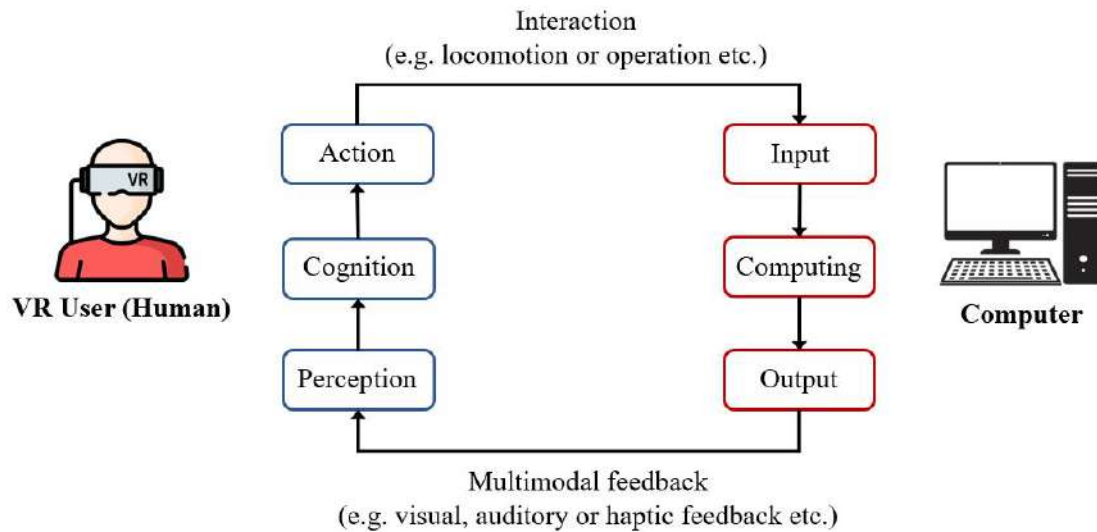 Interaction
(e.g. locomotion or operation etc.)
Action
Input
VR
Cognition
Computing
VR User (Human)
Computer
Perception
Output
Multimodal feedback
(e.g. visual, auditory or haptic feedback etc.)